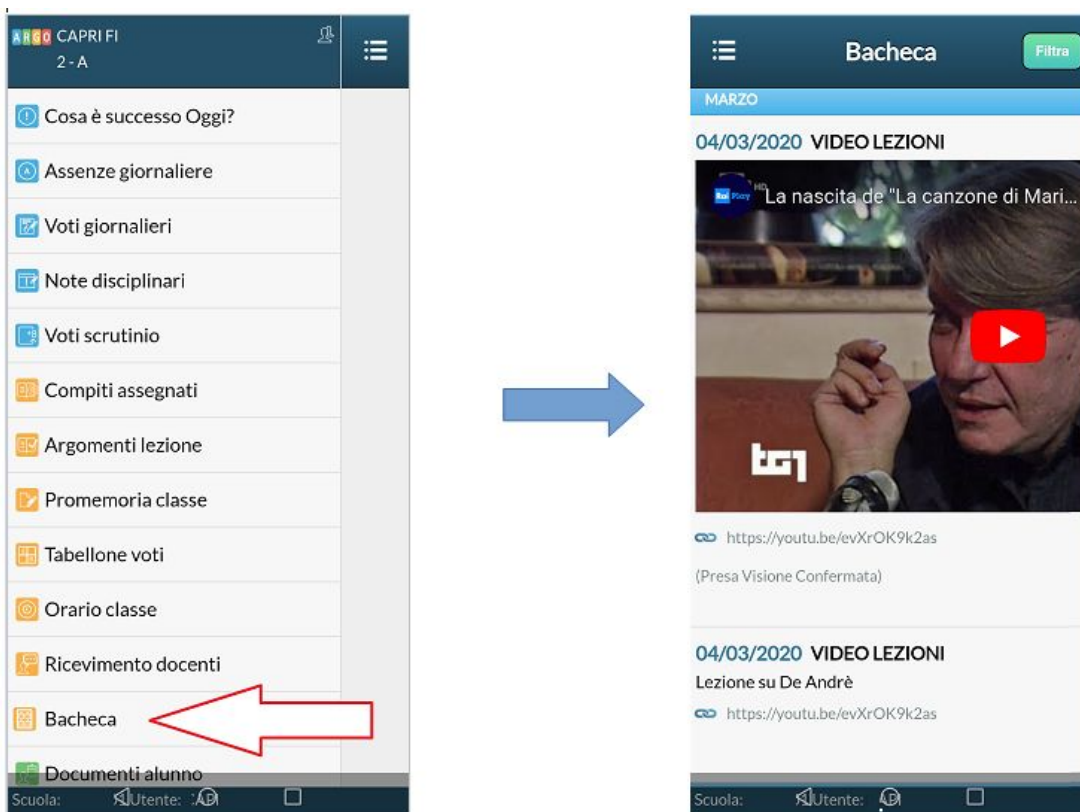 ARGO CAPRI FI
2 - A
Cosa è successo Oggi?
Assenze giornaliere
Voti giornalieri
Note disciplinari
Voti scrutinio
Compiti assegnati
Argomenti lezione
Promemoria classe
Tabellone voti
Orario classe
Ricevimento docenti
Bacheca
Documenti alunno
Scuola: Utente:
Bacheca Filtra
MARZO
04/03/2020 VIDEO LEZIONI
Rai Play HD La nascita de "La canzone di Mari...
tg1
https://youtu.be/evXrOK9k2as
(Presa Visione Confermata)
04/03/2020 VIDEO LEZIONI
Lezione su De Andrè
https://youtu.be/evXrOK9k2as
Scuola: Utente: